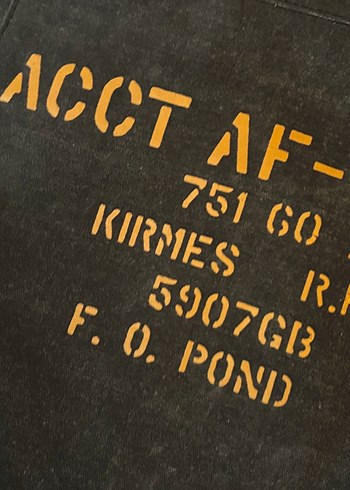 ACCT AF-
751 60
KIRMES R.
5907GB
F. O. POND